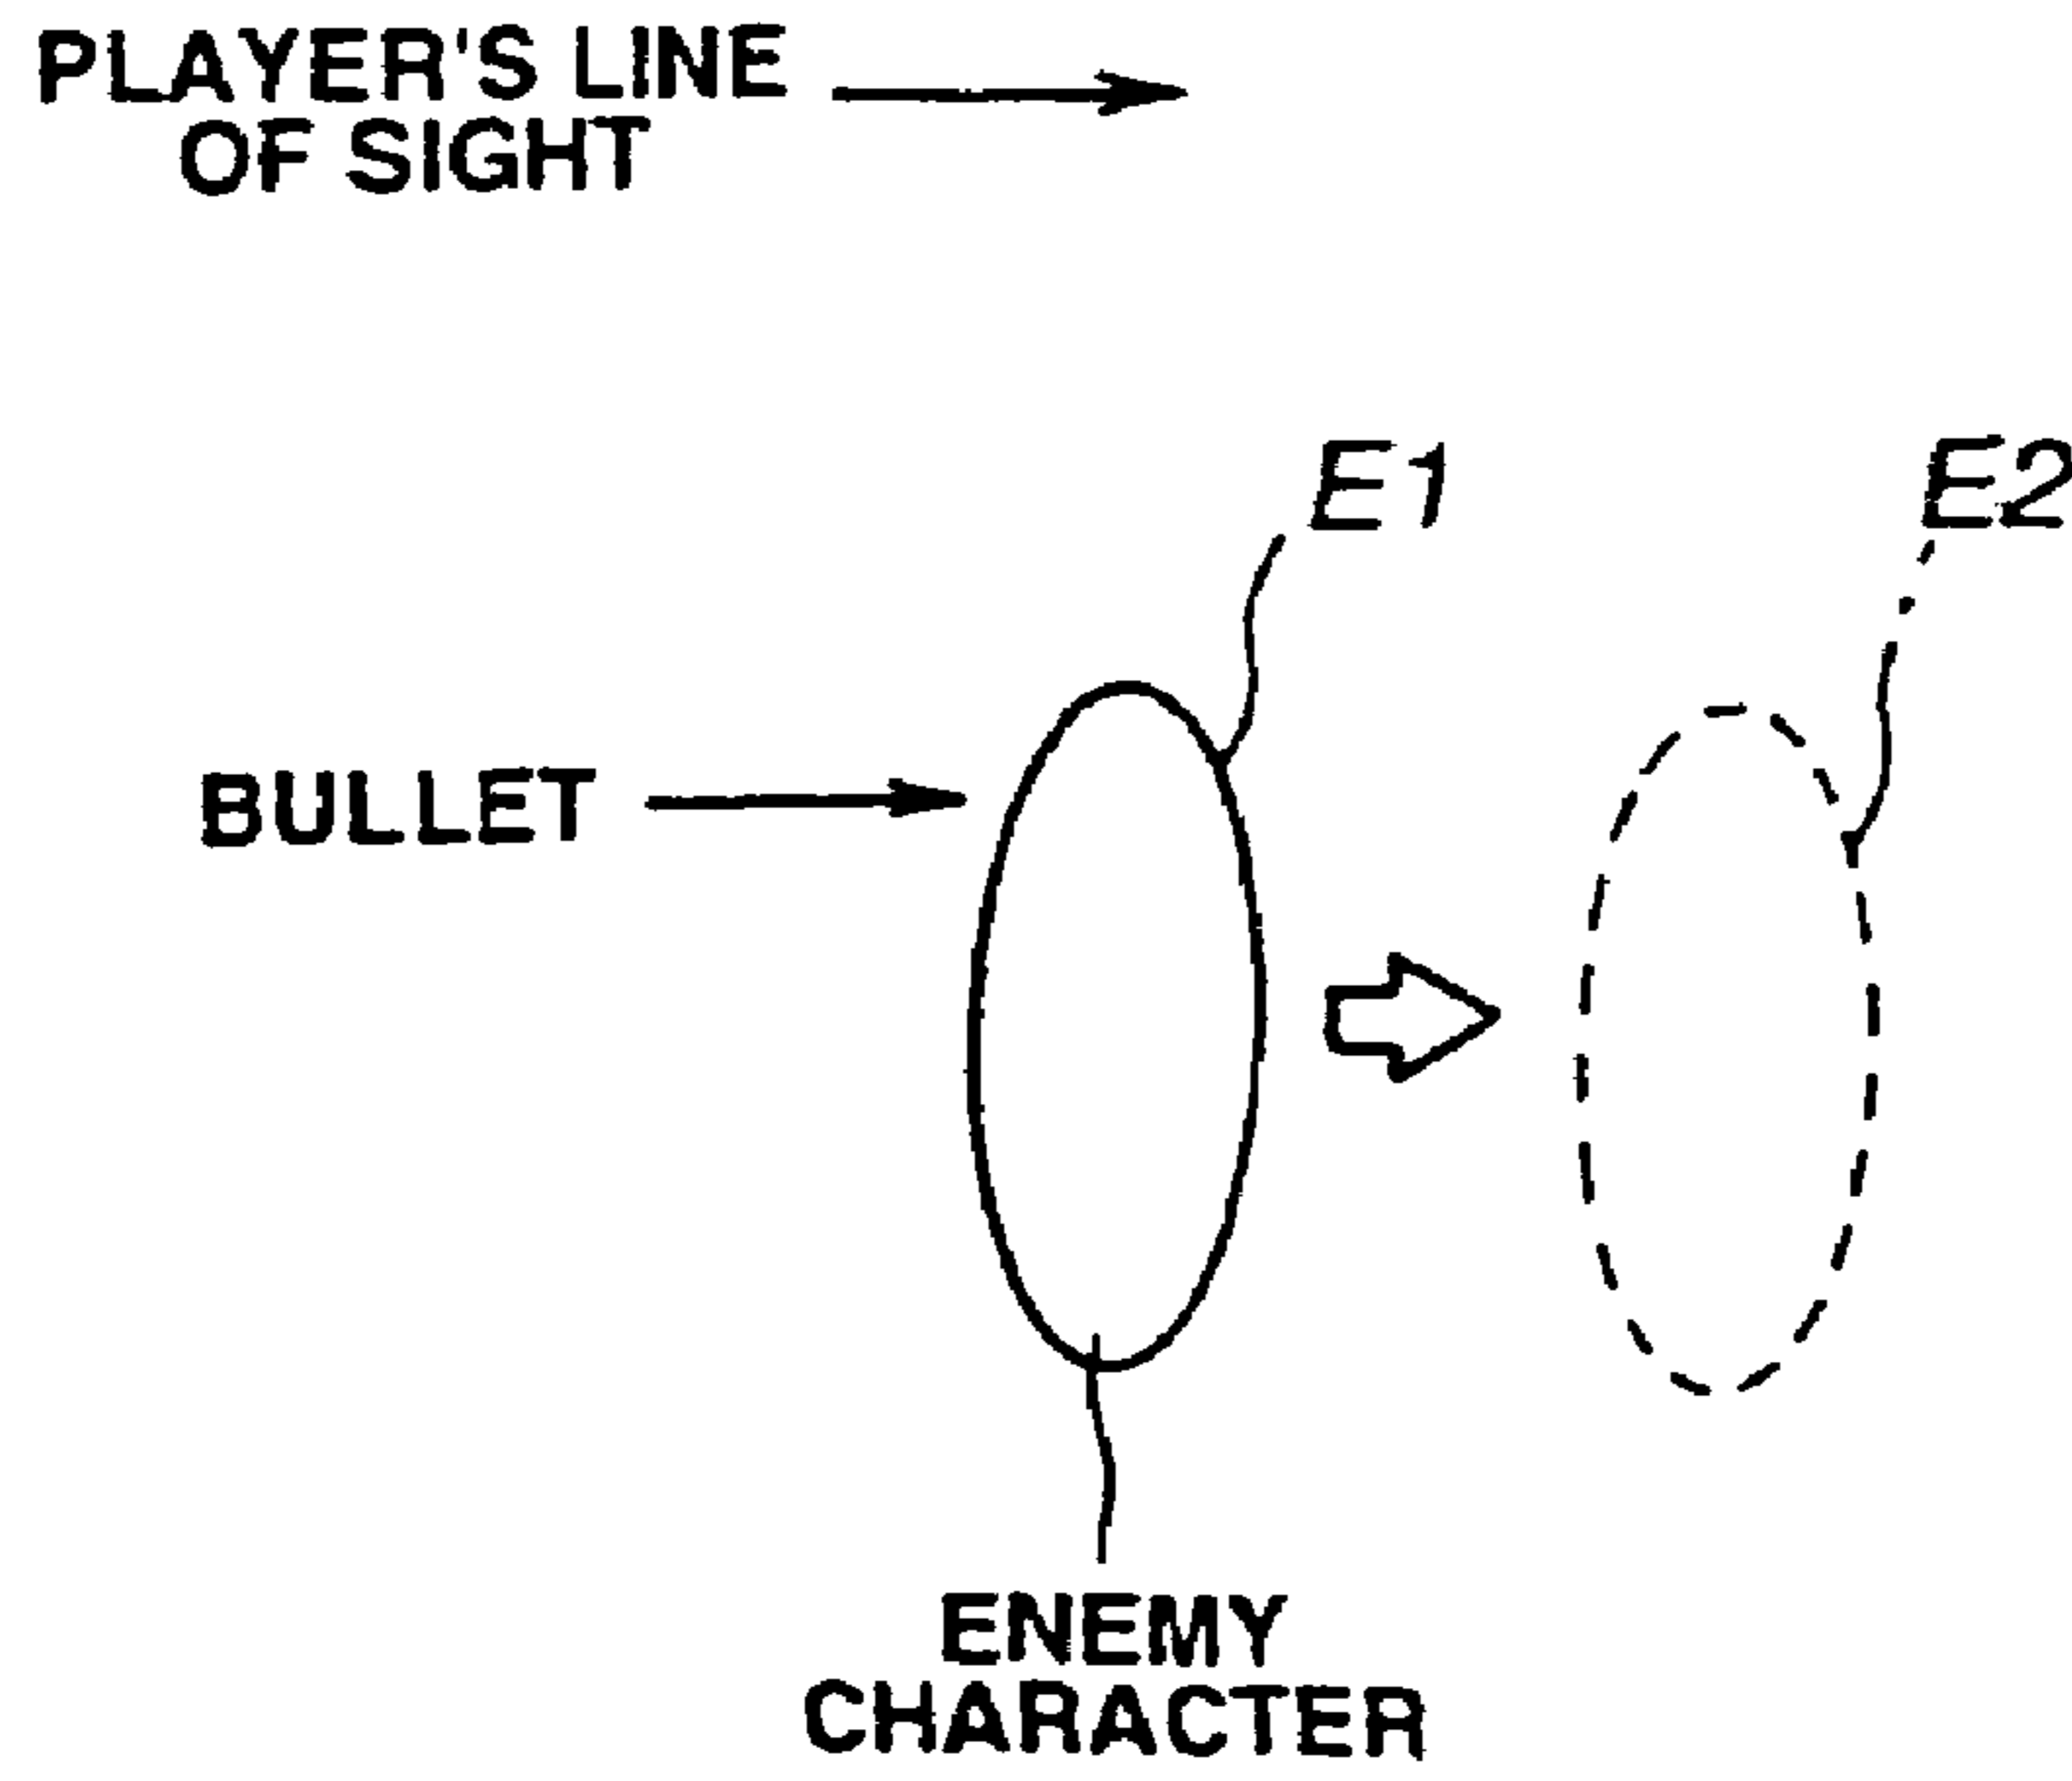 PLAYER'S LINE
OF SIGHT
E1
E2
BULLET
ENEMY
CHARACTER